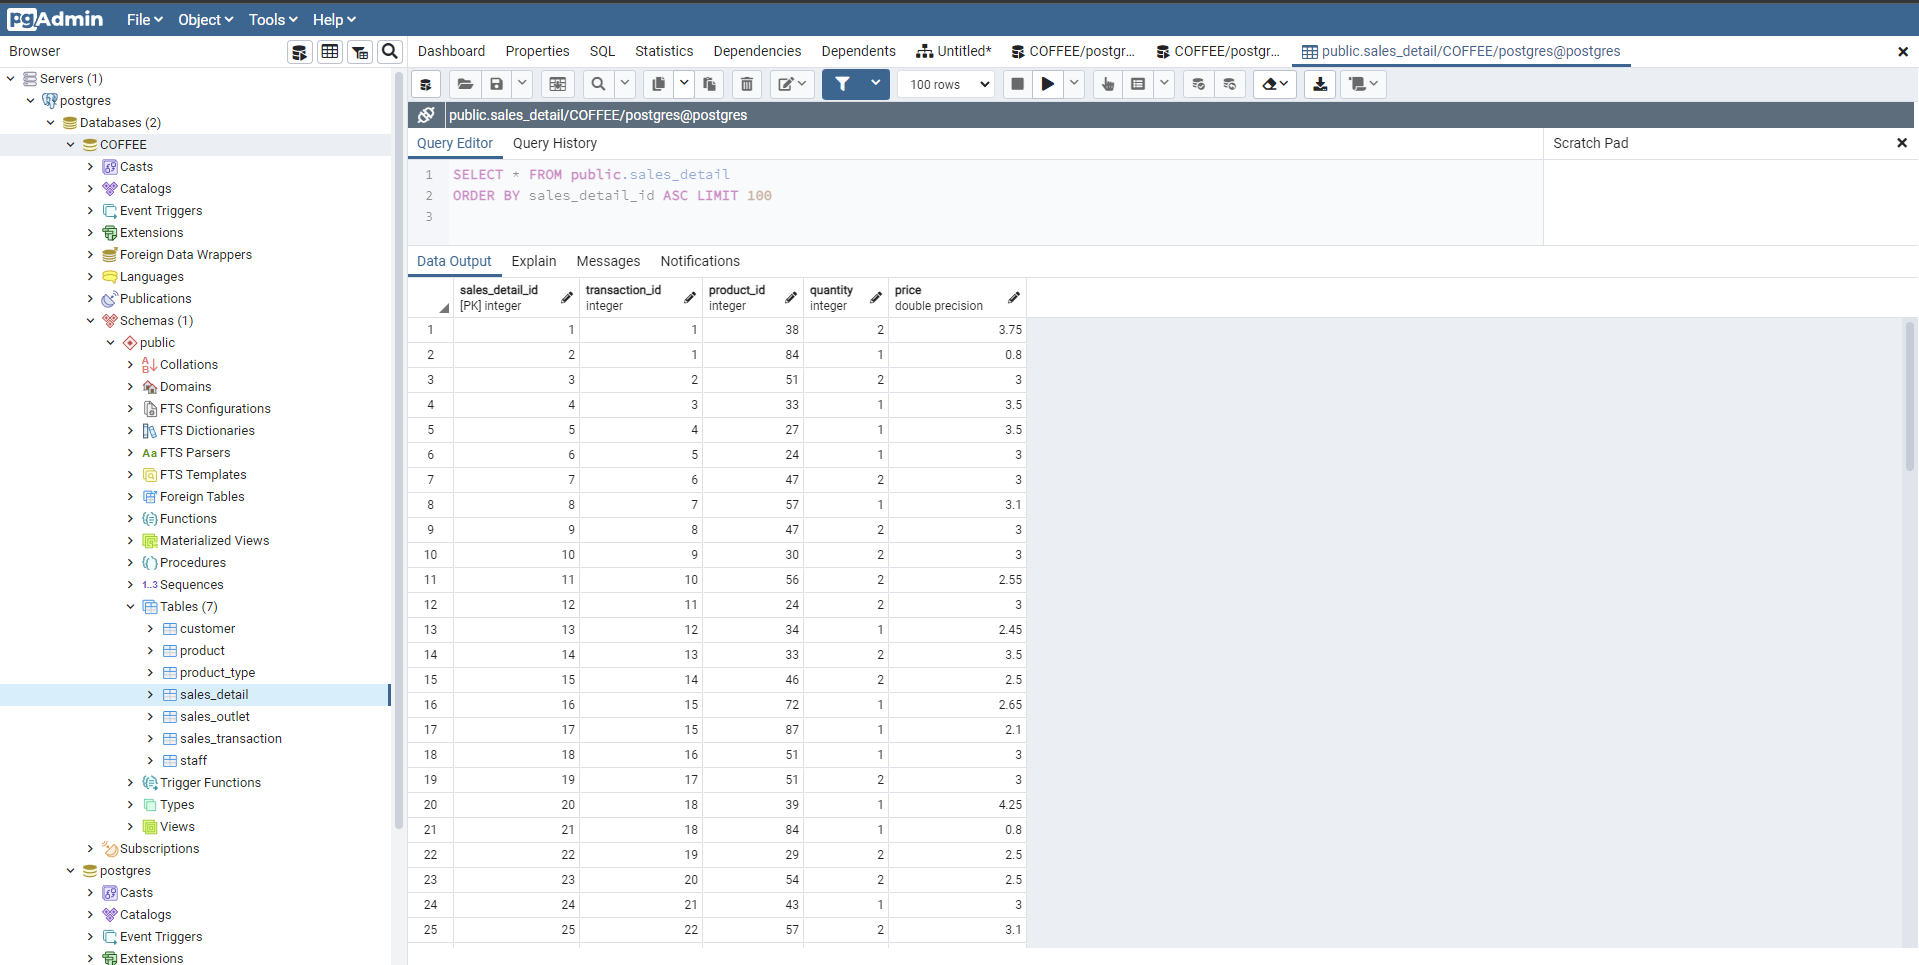 pgAdmin File Object Tools Help
Browser
Dashboard Properties SQL Statistics Dependencies Dependents Untitled* COFFEE/postgr... COFFEE/postgr... public.sales_detail/COFFEE/postgres@postgres
100 rows
public.sales_detail/COFFEE/postgres@postgres
Servers (1)
postgres
Databases (2)
COFFEE
Casts
Catalogs
Event Triggers
Extensions
Foreign Data Wrappers
Languages
Publications
Schemas (1)
public
Collations
Domains
FTS Configurations
FTS Dictionaries
Aa FTS Parsers
FTS Templates
Foreign Tables
Functions
Materialized Views
Procedures
1..3 Sequences
Tables (7)
customer
product
product_type
sales_detail
sales_outlet
sales_transaction
staff
Trigger Functions
Types
Views
Subscriptions
postgres
Casts
Catalogs
Event Triggers
Extensions
Query Editor Query History
Scratch Pad
1 SELECT * FROM public.sales_detail
2 ORDER BY sales_detail_id ASC LIMIT 100
3
Data Output Explain Messages Notifications
sales_detail_id transaction_id product_id quantity price
[PK] integer integer integer integer double precision
1 1 1 38 2 3.75
2 2 1 84 1 0.8
3 3 2 51 2 3
4 4 3 33 1 3.5
5 5 4 27 1 3.5
6 6 5 24 1 3
7 7 6 47 2 3
8 8 7 57 1 3.1
9 9 8 47 2 3
10 10 9 30 2 3
11 11 10 56 2 2.55
12 12 11 24 2 3
13 13 12 34 1 2.45
14 14 13 33 2 3.5
15 15 14 46 2 2.5
16 16 15 72 1 2.65
17 17 15 87 1 2.1
18 18 16 51 1 3
19 19 17 51 2 3
20 20 18 39 1 4.25
21 21 18 84 1 0.8
22 22 19 29 2 2.5
23 23 20 54 2 2.5
24 24 21 43 1 3
25 25 22 57 2 3.1